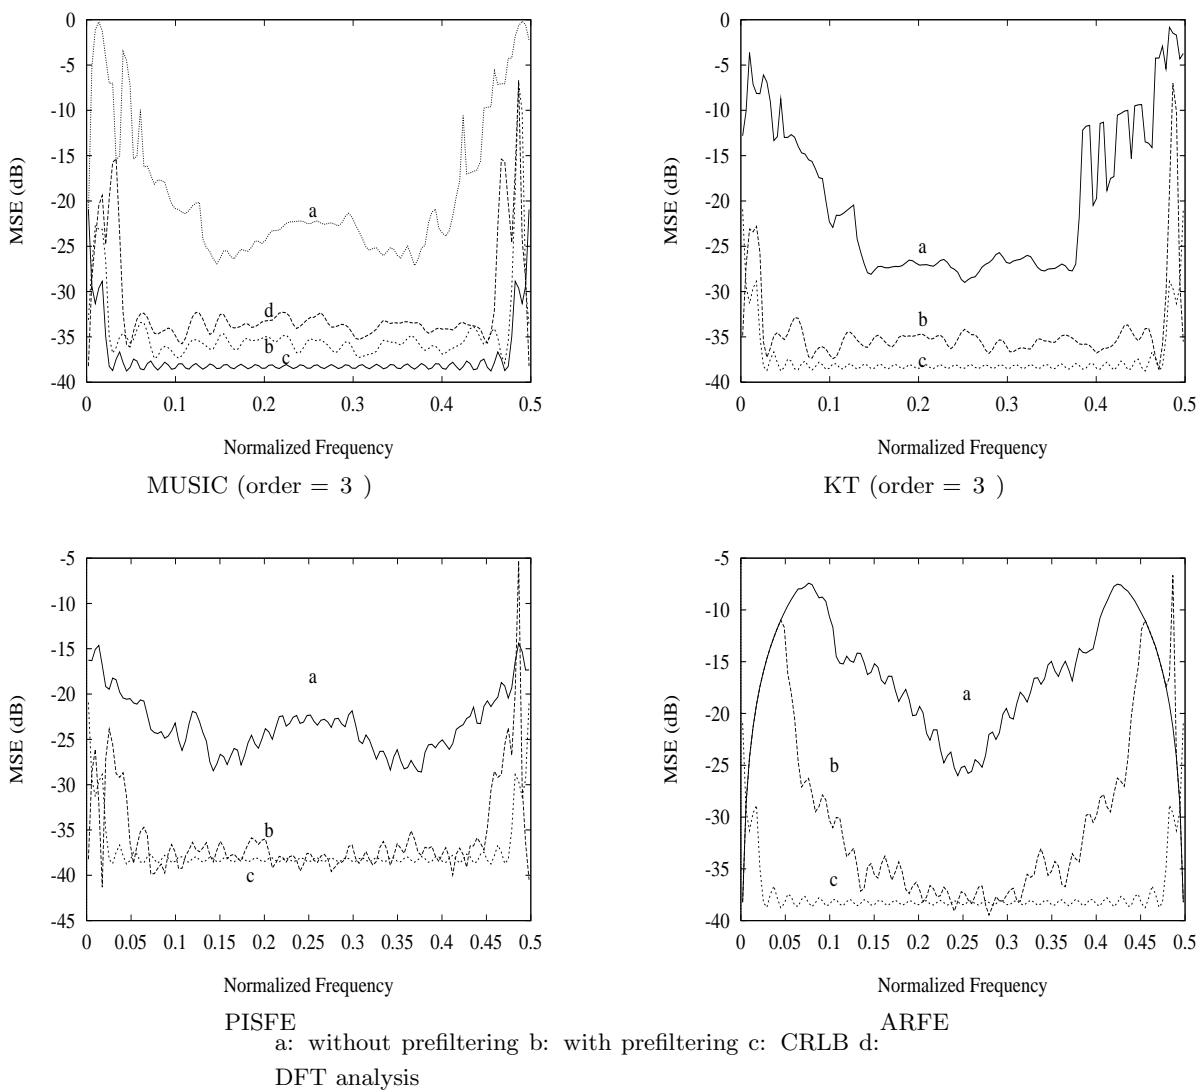 0
-5
-10
-15
-20
-25
-30
-35
-40
MSE (dB)
a
d
b
c
0 0.1 0.2 0.3 0.4 0.5
Normalized Frequency
MUSIC (order = 3 )
0
-5
-10
-15
-20
-25
-30
-35
-40
MSE (dB)
a
b
c
0 0.1 0.2 0.3 0.4 0.5
Normalized Frequency
KT (order = 3 )
-5
-10
-15
-20
-25
-30
-35
-40
-45
MSE (dB)
a
b
c
0 0.05 0.1 0.15 0.2 0.25 0.3 0.35 0.4 0.45 0.5
Normalized Frequency
PISFE
-5
-10
-15
-20
-25
-30
-35
-40
MSE (dB)
a
b
c
0 0.05 0.1 0.15 0.2 0.25 0.3 0.35 0.4 0.45 0.5
Normalized Frequency
ARFE
a: without prefiltering b: with prefiltering c: CRLB d:
DFT analysis